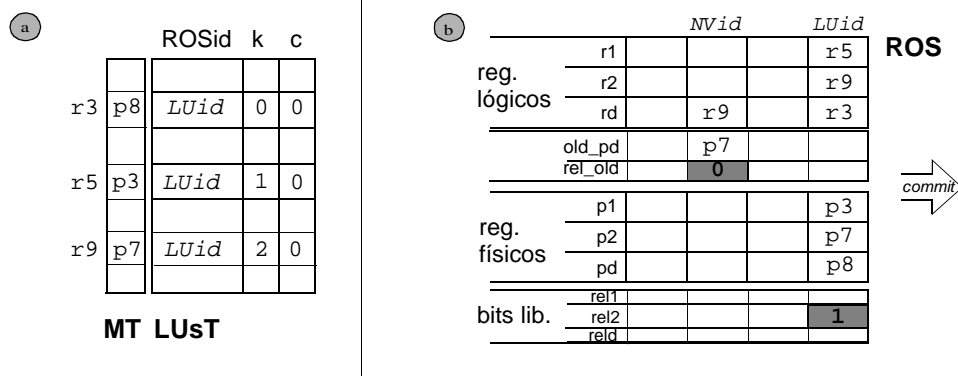 a
ROSid k c
r3 p8 LUid 0 0
r5 p3 LUid 1 0
r9 p7 LUid 2 0
MT LUsT
b
NVid LUid
ROS
reg. lógicos
r1 r5
r2 r9
rd r9 r3
old_pd p7
rel_old 0
commit
reg. físicos
p1 p3
p2 p7
pd p8
bits lib.
rel1
rel2 1
reld